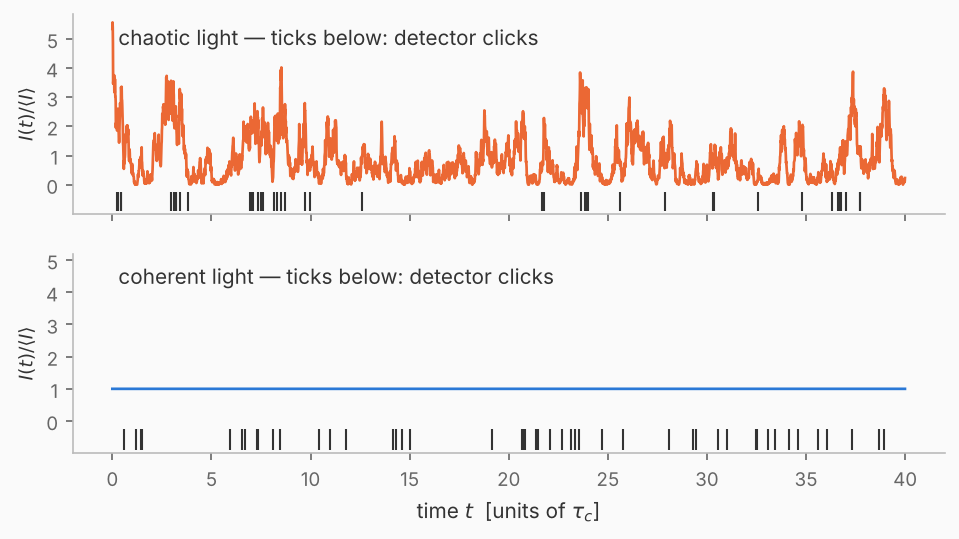 chaotic light — ticks below: detector clicks
I(t)/⟨I⟩
5
4
3
2
1
0
coherent light — ticks below: detector clicks
I(t)/⟨I⟩
5
4
3
2
1
0
0 5 10 15 20 25 30 35 40
time t [units of τc]